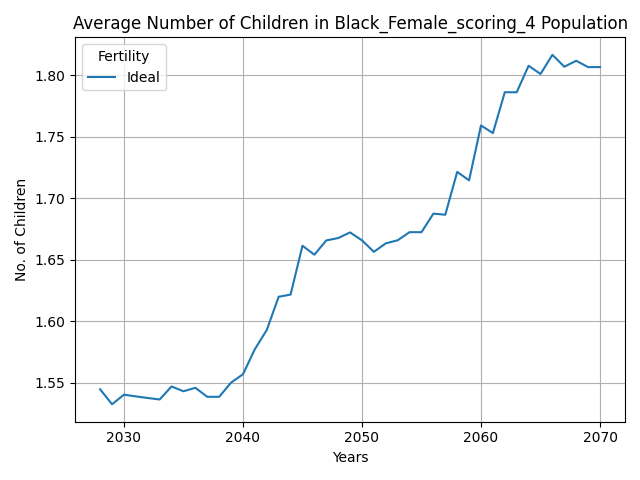 Average Number of Children in Black_Female_scoring_4 Population
Fertility
Ideal
No. of Children
1.80
1.75
1.70
1.65
1.60
1.55
2030 2040 2050 2060 2070
Years